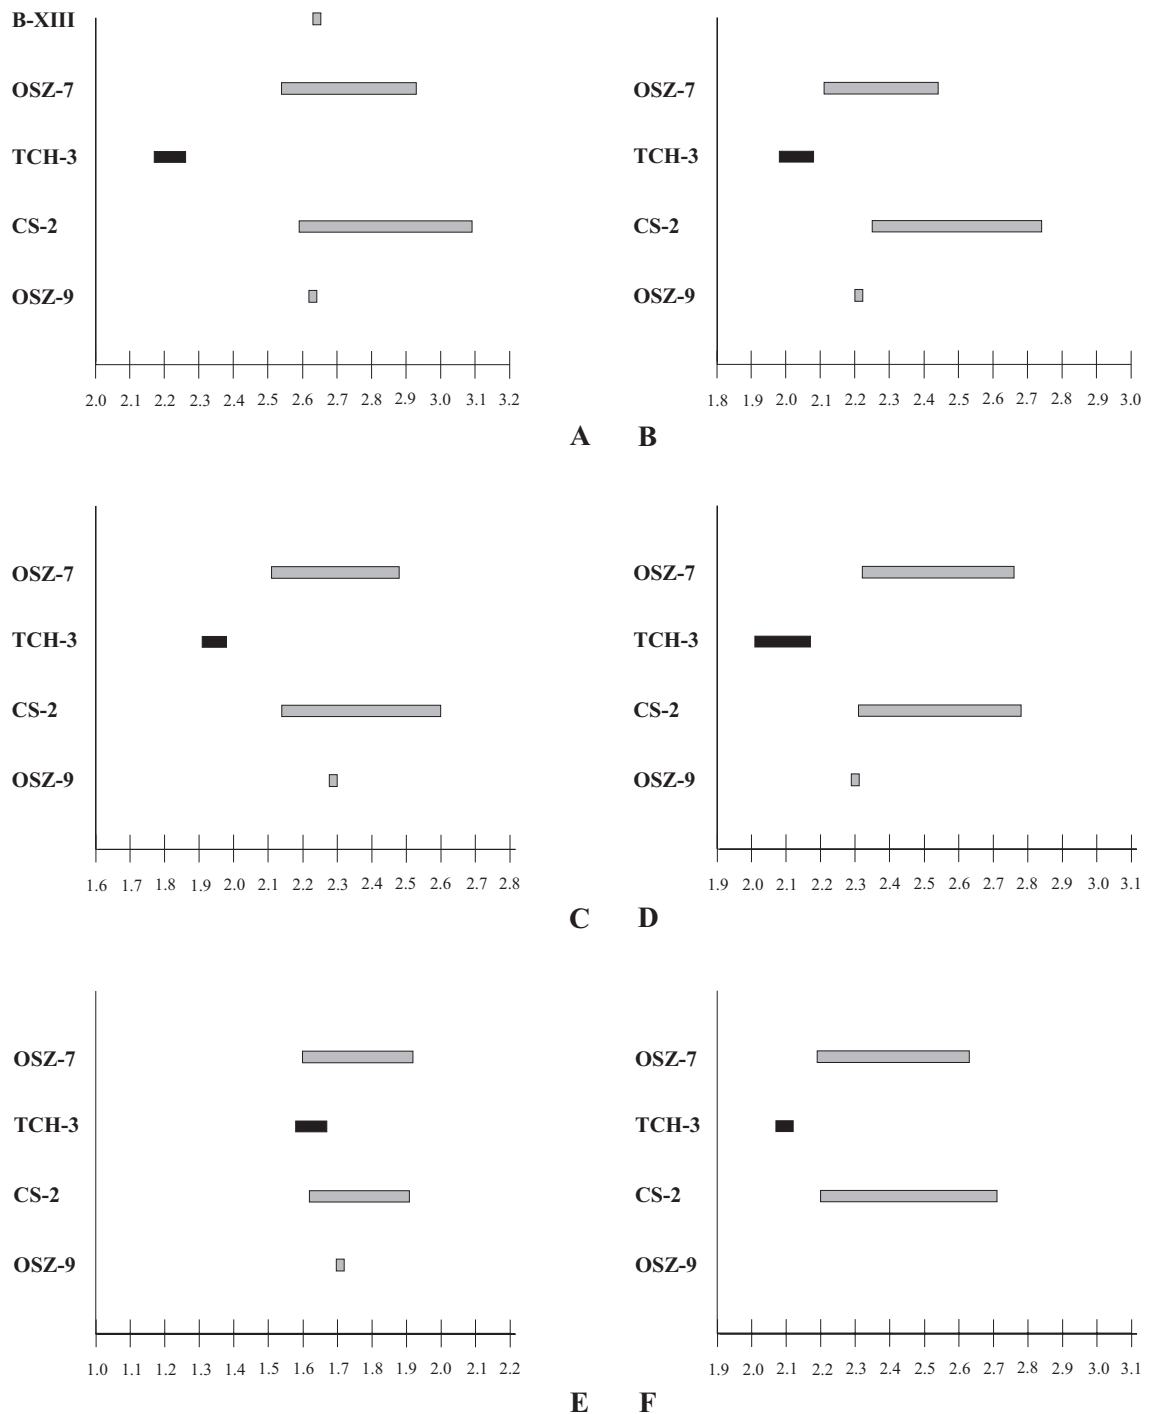 B-XIII
OSZ-7
TCH-3
CS-2
OSZ-9
2.0 2.1 2.2 2.3 2.4 2.5 2.6 2.7 2.8 2.9 3.0 3.1 3.2
A
OSZ-7
TCH-3
CS-2
OSZ-9
1.8 1.9 2.0 2.1 2.2 2.3 2.4 2.5 2.6 2.7 2.8 2.9 3.0
B
OSZ-7
TCH-3
CS-2
OSZ-9
1.6 1.7 1.8 1.9 2.0 2.1 2.2 2.3 2.4 2.5 2.6 2.7 2.8
C
OSZ-7
TCH-3
CS-2
OSZ-9
1.9 2.0 2.1 2.2 2.3 2.4 2.5 2.6 2.7 2.8 2.9 3.0 3.1
D
OSZ-7
TCH-3
CS-2
OSZ-9
1.0 1.1 1.2 1.3 1.4 1.5 1.6 1.7 1.8 1.9 2.0 2.1 2.2
E
OSZ-7
TCH-3
CS-2
OSZ-9
1.9 2.0 2.1 2.2 2.3 2.4 2.5 2.6 2.7 2.8 2.9 3.0 3.1
F